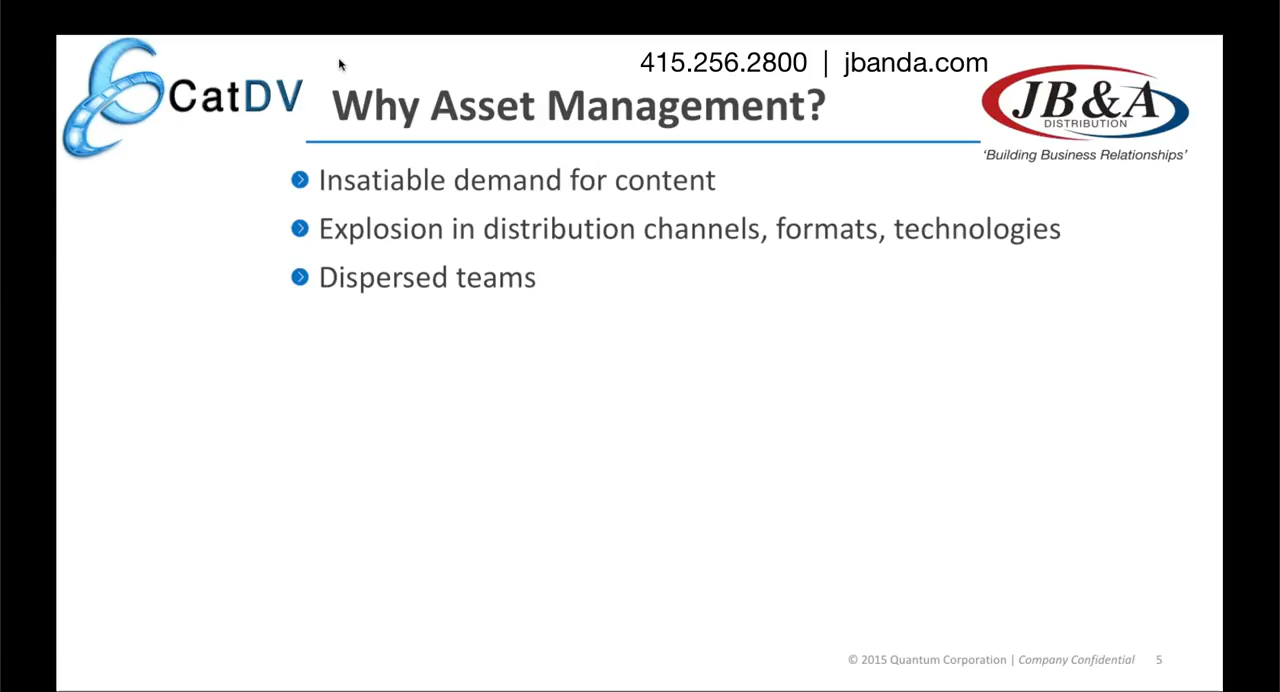 415.256.2800 | jbanda.com
CatDV
Why Asset Management?
JB&A
DISTRIBUTION
'Building Business Relationships'
Insatiable demand for content
Explosion in distribution channels, formats, technologies
Dispersed teams
© 2015 Quantum Corporation | Company Confidential 5